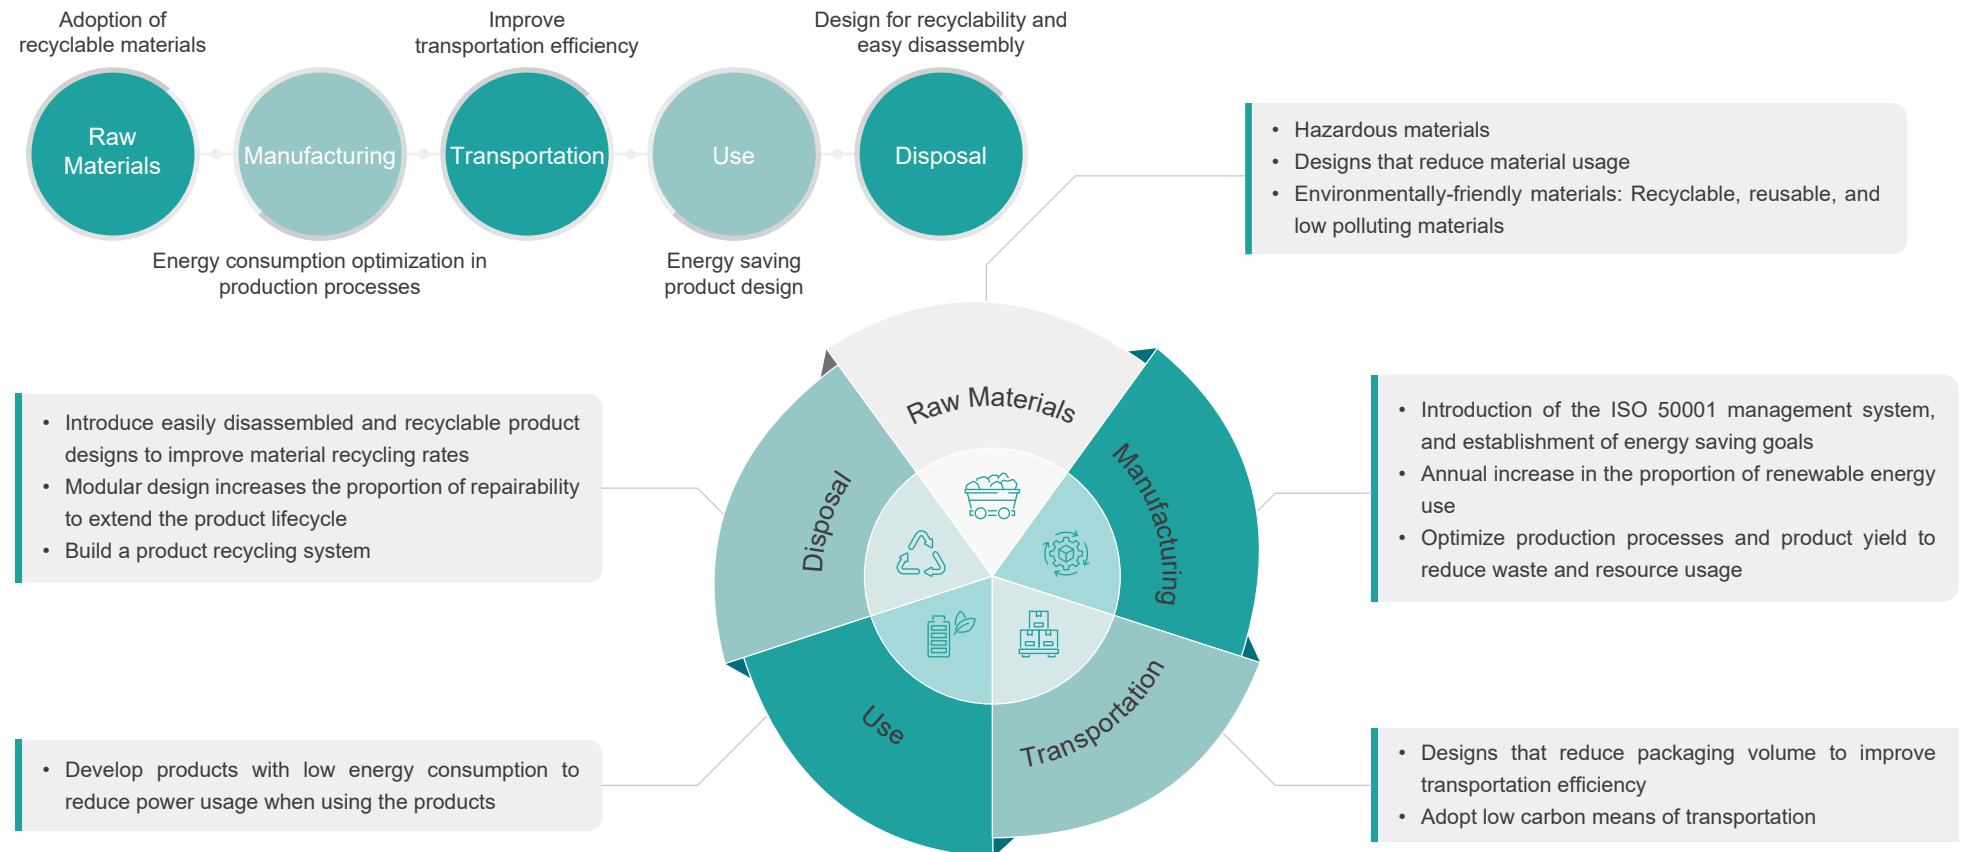 Adoption of
recyclable materials
Improve
transportation efficiency
Design for recyclability and
easy disassembly
Raw
Materials
Manufacturing
Transportation
Use
Disposal
Energy consumption optimization in
production processes
Energy saving
product design
• Hazardous materials
• Designs that reduce material usage
• Environmentally-friendly materials: Recyclable, reusable, and
low polluting materials
Raw Materials
Manufacturing
Transportation
Use
Disposal
• Introduction of the ISO 50001 management system,
and establishment of energy saving goals
• Annual increase in the proportion of renewable energy
use
• Optimize production processes and product yield to
reduce waste and resource usage
• Designs that reduce packaging volume to improve
transportation efficiency
• Adopt low carbon means of transportation
• Develop products with low energy consumption to
reduce power usage when using the products
• Introduce easily disassembled and recyclable product
designs to improve material recycling rates
• Modular design increases the proportion of repairability
to extend the product lifecycle
• Build a product recycling system